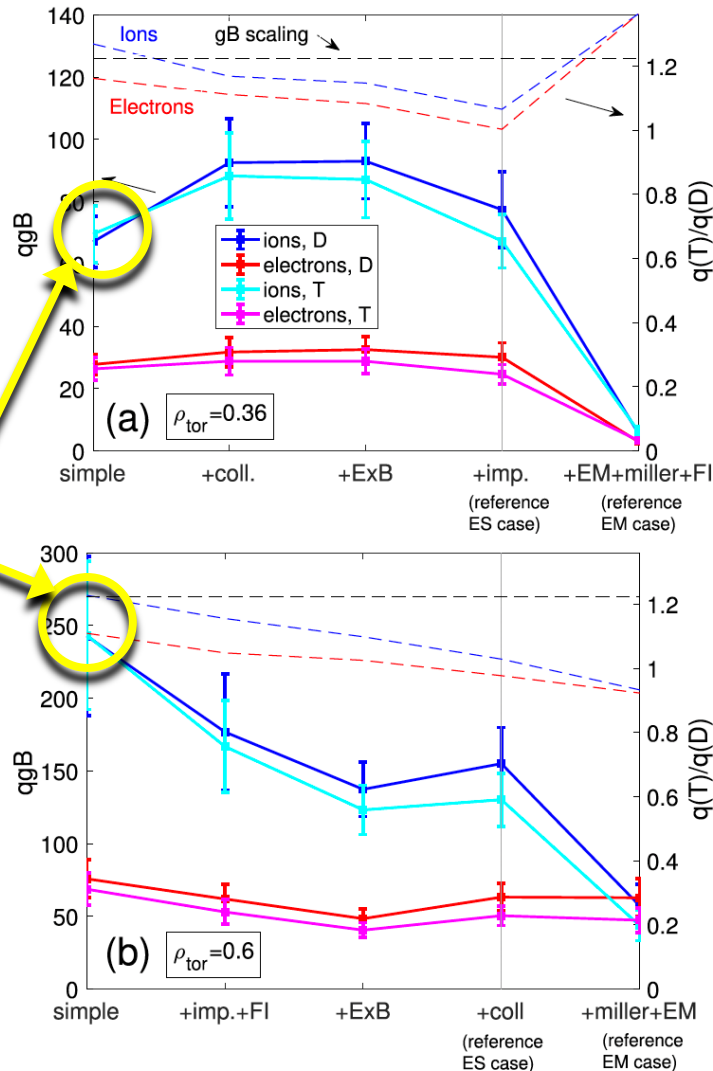 140
120
100
80
60
40
20
0
qgB
Ions
Electrons
gB scaling
ions, D
electrons, D
ions, T
electrons, T
(a)
ρtor=0.36
1.2
1
0.8
0.6
0.4
0.2
0
q(T)/q(D)
simple
+coll.
+ExB
+imp.
(reference
ES case)
+EM+miller+FI
(reference
EM case)
300
250
200
150
100
50
0
qgB
(b)
ρtor=0.6
1.2
1
0.8
0.6
0.4
0.2
0
q(T)/q(D)
simple
+imp.+FI
+ExB
+coll
(reference
ES case)
+miller+EM
(reference
EM case)